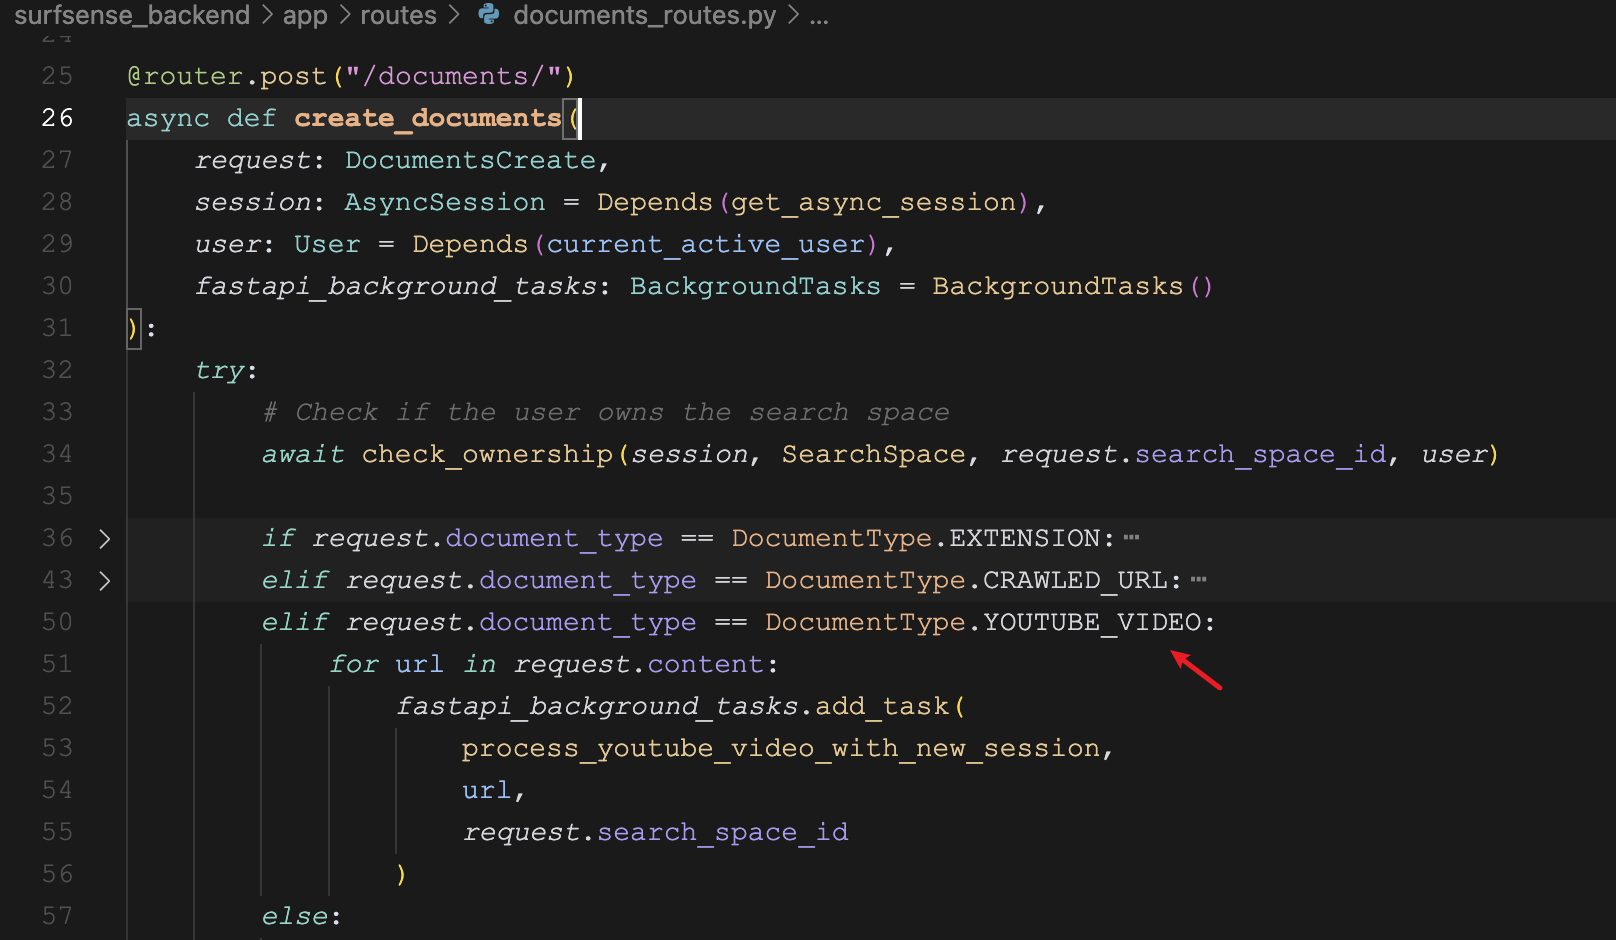 surfsense_backend > app > routes > documents_routes.py > ...
24
25 @router.post("/documents/")
26 async def create_documents(
27     request: DocumentsCreate,
28     session: AsyncSession = Depends(get_async_session),
29     user: User = Depends(current_active_user),
30     fastapi_background_tasks: BackgroundTasks = BackgroundTasks()
31 ):
32     try:
33         # Check if the user owns the search space
34         await check_ownership(session, SearchSpace, request.search_space_id, user)
35
36 >       if request.document_type == DocumentType.EXTENSION:⋯
43 >       elif request.document_type == DocumentType.CRAWLED_URL:⋯
50         elif request.document_type == DocumentType.YOUTUBE_VIDEO:
51             for url in request.content:
52                 fastapi_background_tasks.add_task(
53                     process_youtube_video_with_new_session,
54                     url,
55                     request.search_space_id
56                 )
57         else: